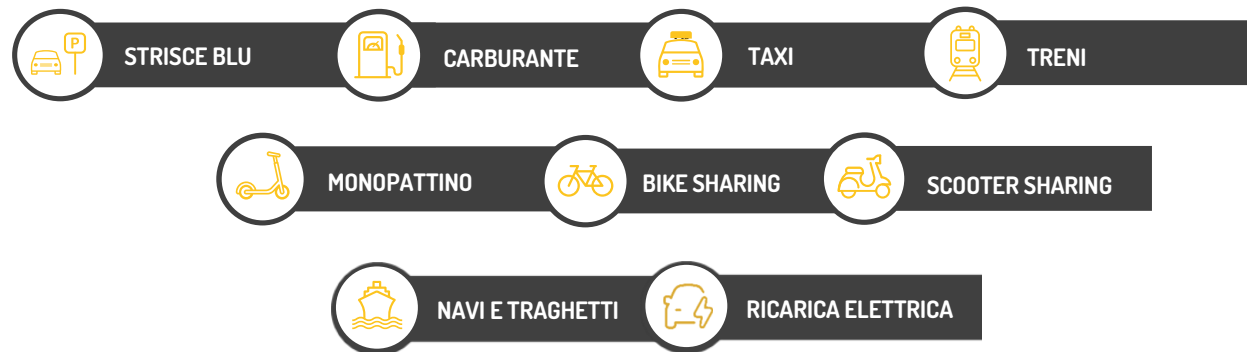 P
STRISCE BLU
CARBURANTE
TAXI
TRENI
MONOPATTINO
BIKE SHARING
SCOOTER SHARING
NAVI E TRAGHETTI
RICARICA ELETTRICA